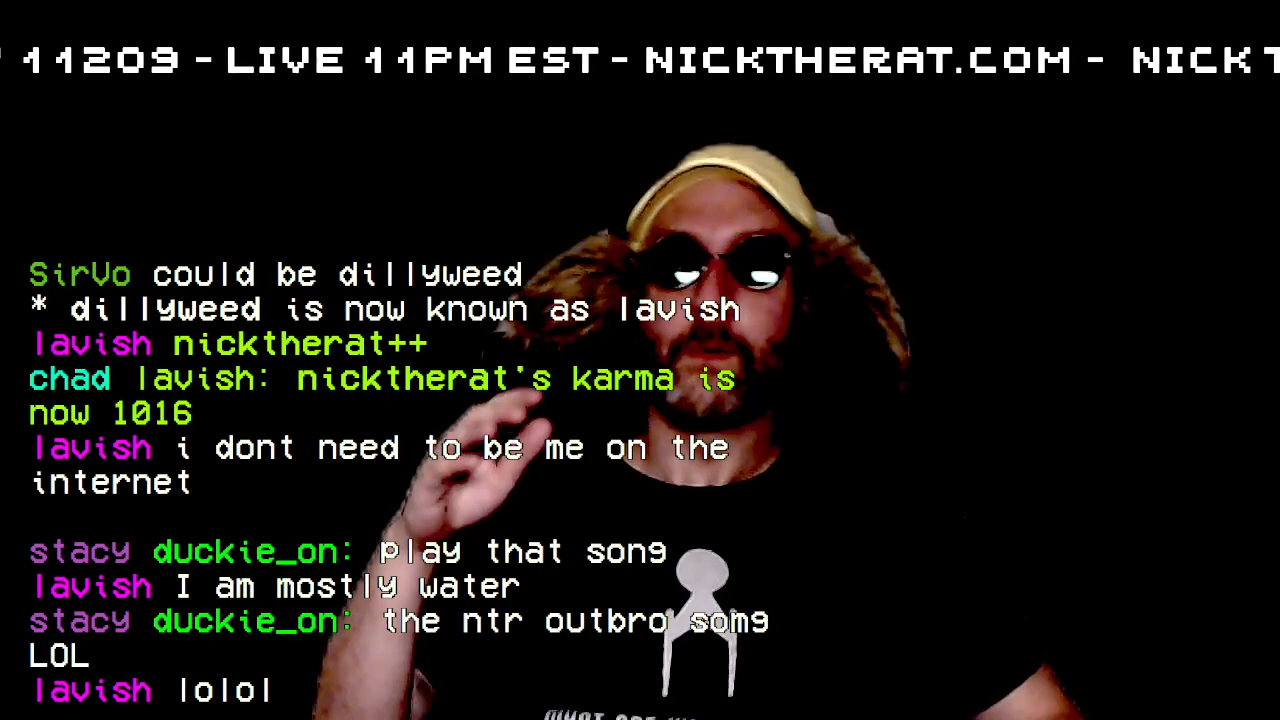 11209 - LIVE 11PM EST - NICKTHERAT.COM - NICK
SirVo could be dillyweed
* dillyweed is now known as lavish
lavish nicktherat++
chad lavish: nicktherat's karma is
now 1016
lavish i dont need to be me on the
internet
stacy duckie_on: play that song
lavish I am mostly water
stacy duckie_on: the ntr outbro somg
LOL
lavish lolol